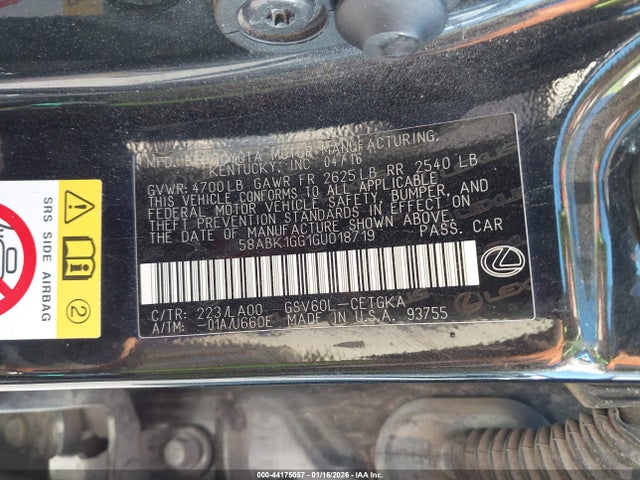 MFD. BY: TOYOTA MOTOR MANUFACTURING,
KENTUCKY, INC. 04/16
GVWR: 4700LB GAWR FR 2625LB RR 2540 LB
THIS VEHICLE CONFORMS TO ALL APPLICABLE
FEDERAL MOTOR VEHICLE SAFETY, BUMPER, AND
THEFT PREVENTION STANDARDS IN EFFECT ON
THE DATE OF MANUFACTURE SHOWN ABOVE.
58ABK1GG1GU018719 PASS. CAR
C/TR: 223/LA00 GSV60L-CETGKA
A/TM: -01A/U660E MADE IN U.S.A. 93755
SRS SIDE AIRBAG
2
000-44175057 - 01/16/2026 - IAA Inc.